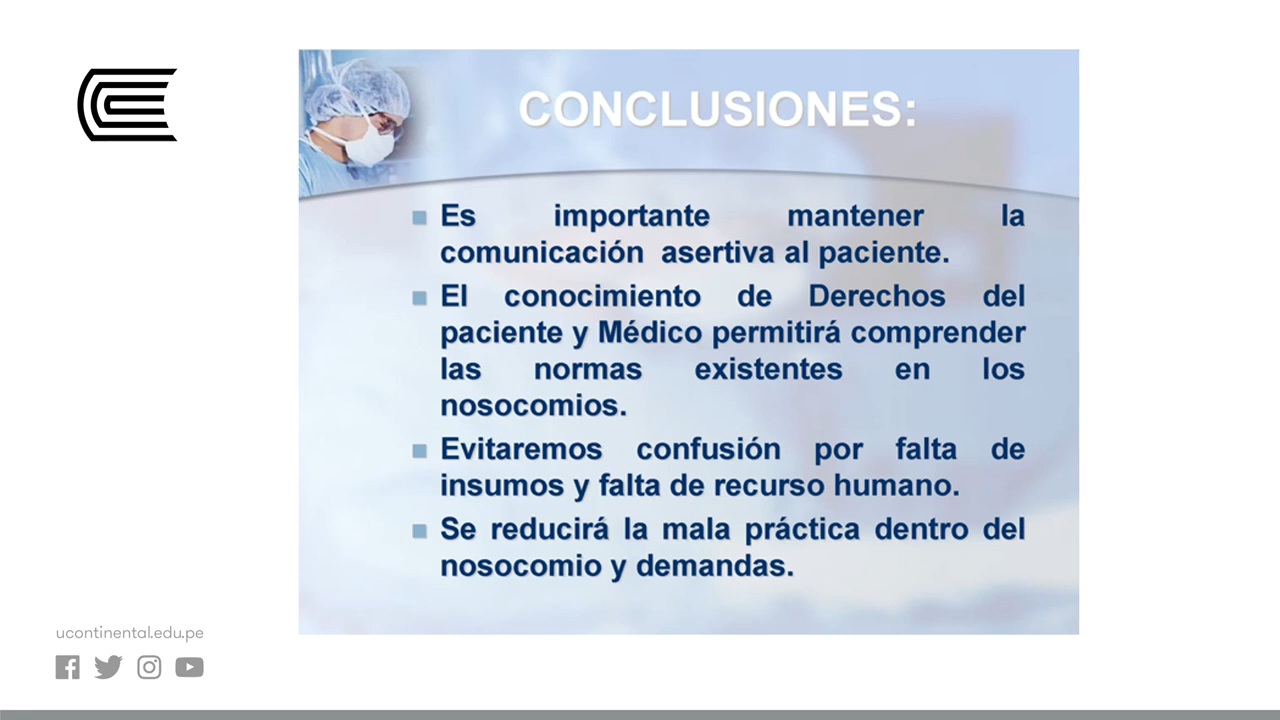 CONCLUSIONES:
Es importante mantener la
comunicación asertiva al paciente.
El conocimiento de Derechos del
paciente y Médico permitirá comprender
las normas existentes en los
nosocomios.
Evitaremos confusión por falta de
insumos y falta de recurso humano.
Se reducirá la mala práctica dentro del
nosocomio y demandas.
ucontinental.edu.pe